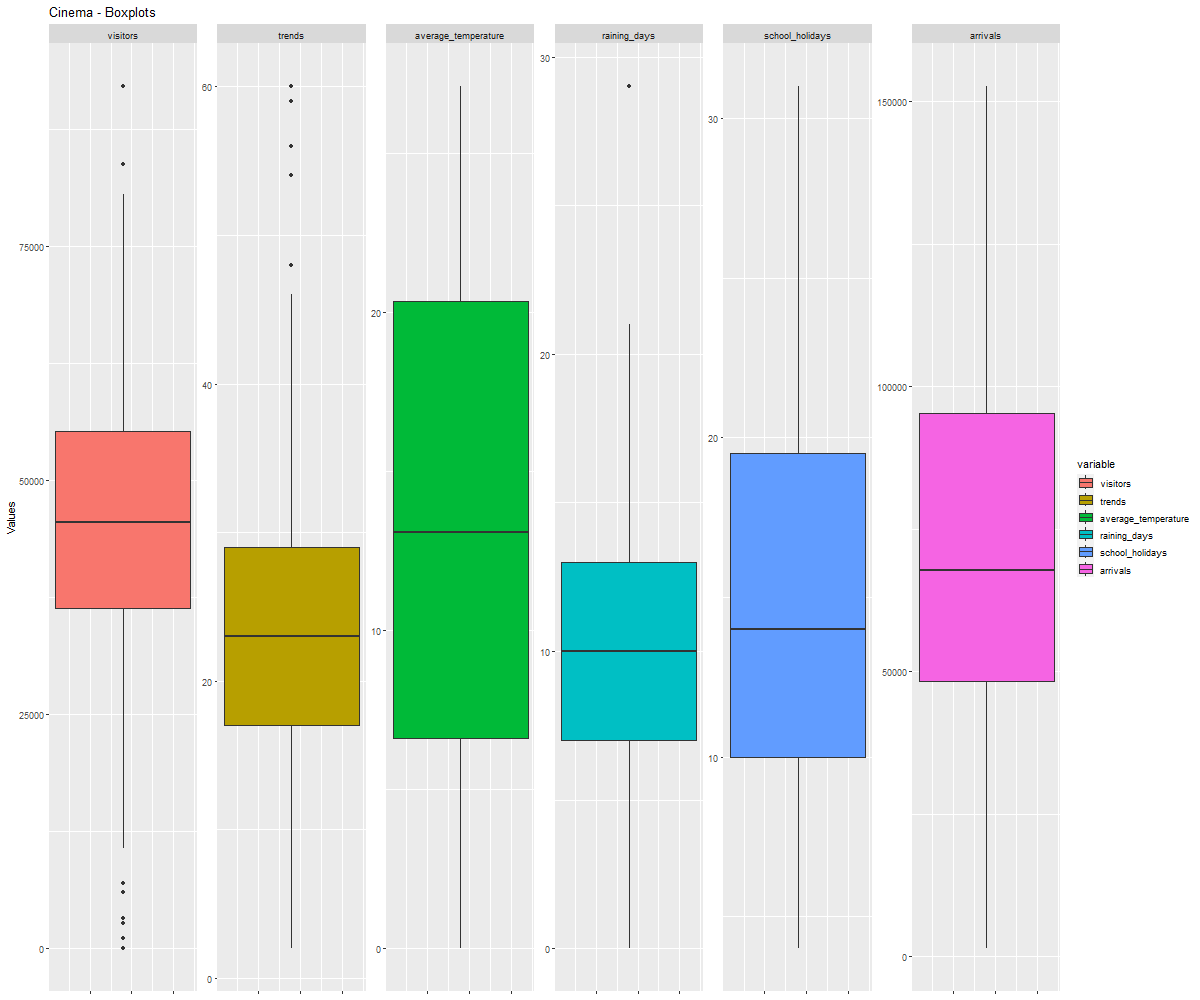 Cinema - Boxplots
visitors
trends
average_temperature
raining_days
school_holidays
arrivals
Values
75000
50000
25000
0
60
40
20
0
20
10
0
30
20
10
0
30
20
10
150000
100000
50000
0
variable
visitors
trends
average_temperature
raining_days
school_holidays
arrivals